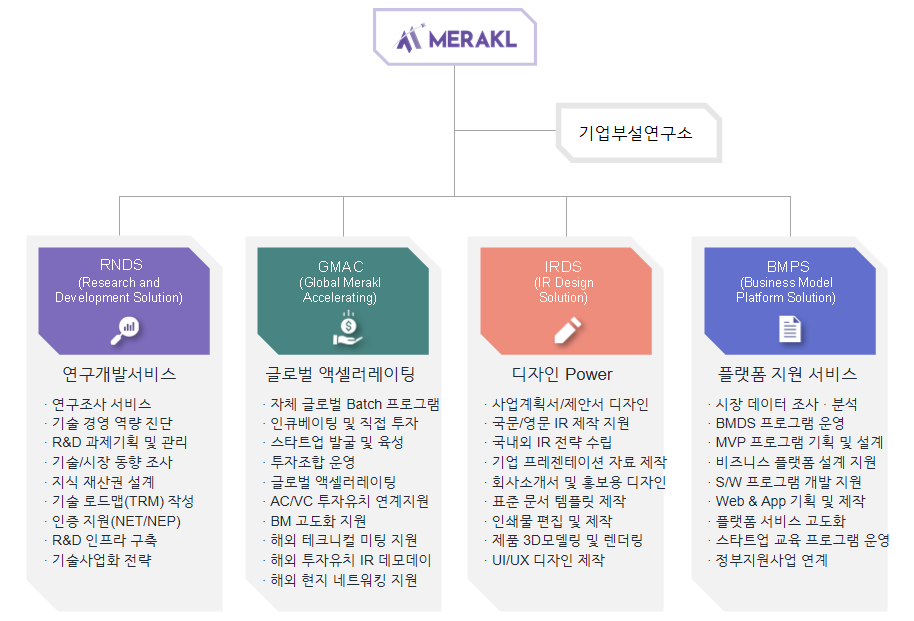 MERAKL
기업부설연구소
RNDS
(Research and
Development Solution)
연구개발서비스
· 연구조사 서비스
· 기술 경영 역량 진단
· R&D 과제기획 및 관리
· 기술/시장 동향 조사
· 지식 재산권 설계
· 기술 로드맵(TRM) 작성
· 인증 지원(NET/NEP)
· R&D 인프라 구축
· 기술사업화 전략
GMAC
(Global Merakl
Accelerating)
글로벌 액셀러레이팅
· 자체 글로벌 Batch 프로그램
· 인큐베이팅 및 직접 투자
· 스타트업 발굴 및 육성
· 투자조합 운영
· 글로벌 액셀러레이팅
· AC/VC 투자유치 연계지원
· BM 고도화 지원
· 해외 테크니컬 미팅 지원
· 해외 투자유치 IR 데모데이
· 해외 현지 네트워킹 지원
IRDS
(IR Design
Solution)
디자인 Power
· 사업계획서/제안서 디자인
· 국문/영문 IR 제작 지원
· 국내외 IR 전략 수립
· 기업 프레젠테이션 자료 제작
· 회사소개서 및 홍보용 디자인
· 표준 문서 템플릿 제작
· 인쇄물 편집 및 제작
· 제품 3D모델링 및 렌더링
· UI/UX 디자인 제작
BMPS
(Business Model
Platform Solution)
플랫폼 지원 서비스
· 시장 데이터 조사 · 분석
· BMDS 프로그램 운영
· MVP 프로그램 기획 및 설계
· 비즈니스 플랫폼 설계 지원
· S/W 프로그램 개발 지원
· Web & App 기획 및 제작
· 플랫폼 서비스 고도화
· 스타트업 교육 프로그램 운영
· 정부지원사업 연계